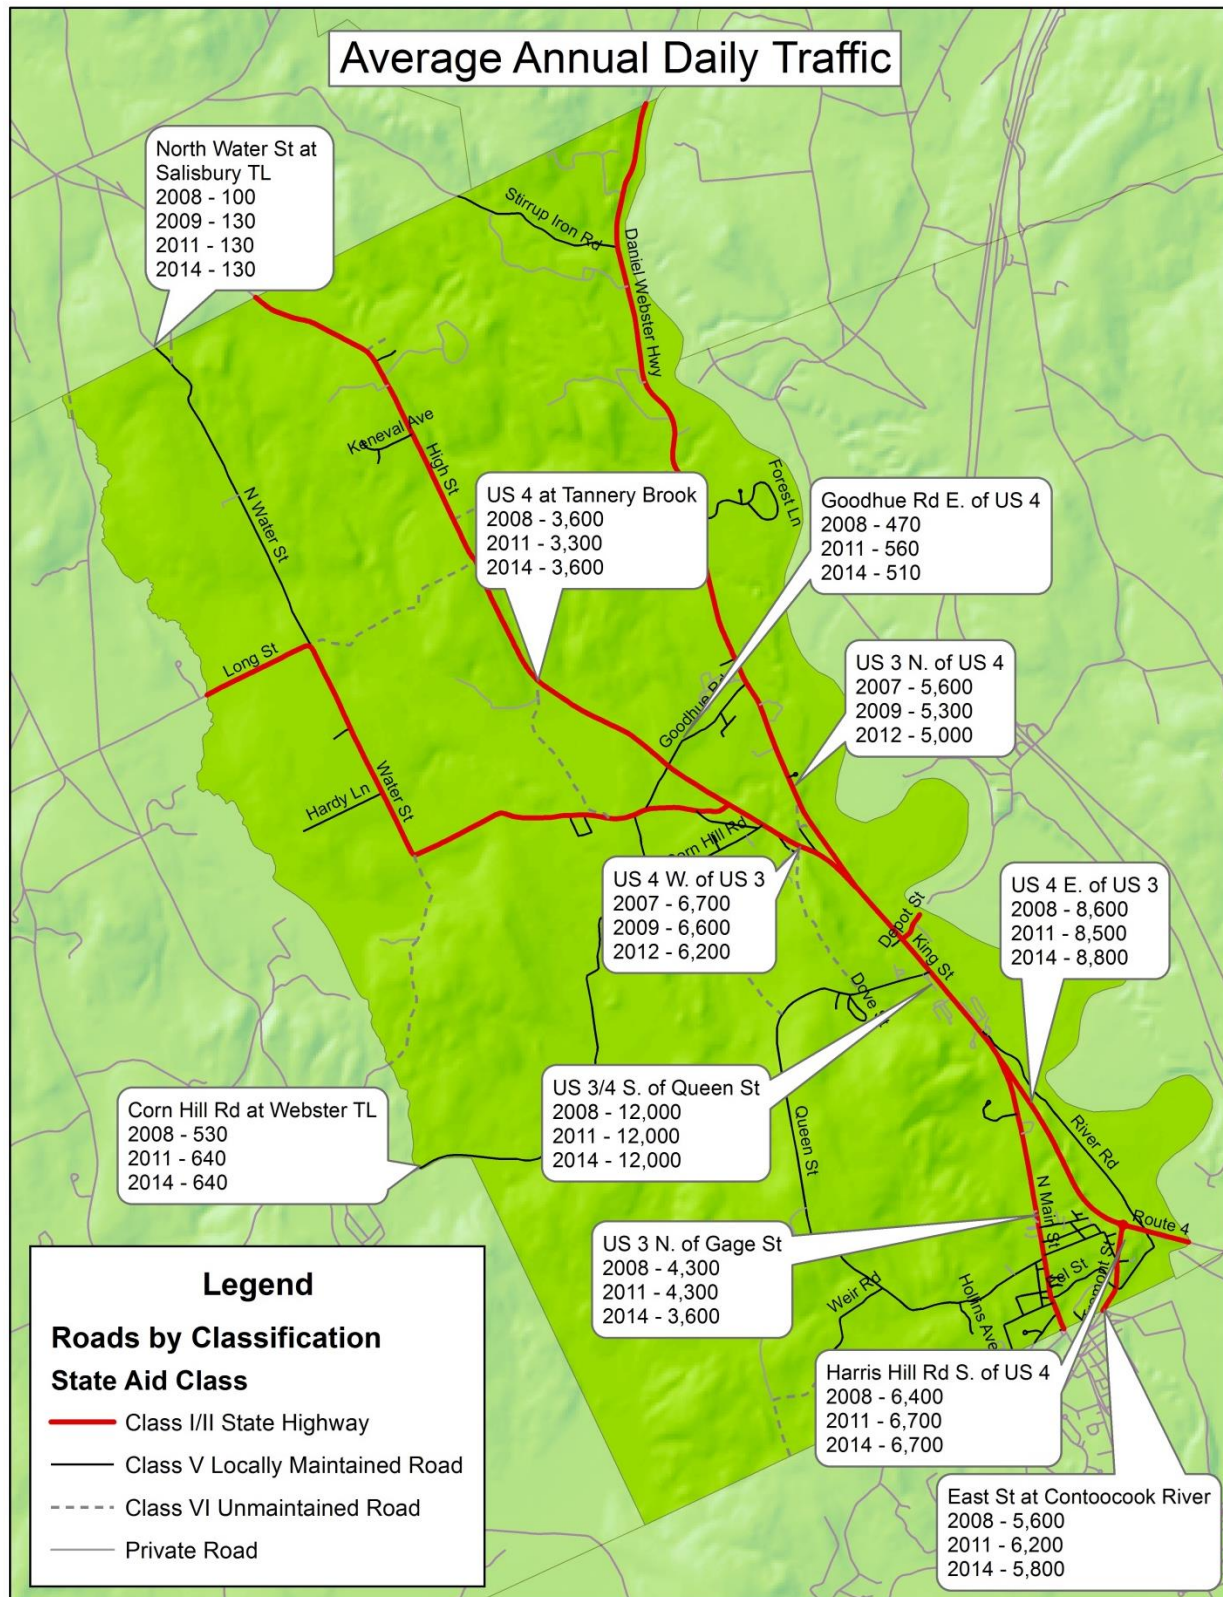 Average Annual Daily Traffic
North Water St at
Salisbury TL
2008 - 100
2009 - 130
2011 - 130
2014 - 130
Stirrup Iron Rd
Daniel Webster Hwy
Keneval Ave
High St
N Water St
Forest Ln
US 4 at Tannery Brook
2008 - 3,600
2011 - 3,300
2014 - 3,600
Goodhue Rd E. of US 4
2008 - 470
2011 - 560
2014 - 510
Long St
Goodhue Rd
US 3 N. of US 4
2007 - 5,600
2009 - 5,300
2012 - 5,000
Hardy Ln
Water St
Corn Hill Rd
US 4 W. of US 3
2007 - 6,700
2009 - 6,600
2012 - 6,200
US 4 E. of US 3
2008 - 8,600
2011 - 8,500
2014 - 8,800
Depot St
King St
Dove St
US 3/4 S. of Queen St
2008 - 12,000
2011 - 12,000
2014 - 12,000
Corn Hill Rd at Webster TL
2008 - 530
2011 - 640
2014 - 640
Queen St
River Rd
N Main St
Route 4
US 3 N. of Gage St
2008 - 4,300
2011 - 4,300
2014 - 3,600
Weir Rd
Hollins Ave
el St
emont St
Harris Hill Rd S. of US 4
2008 - 6,400
2011 - 6,700
2014 - 6,700
East St at Contoocook River
2008 - 5,600
2011 - 6,200
2014 - 5,800
Legend
Roads by Classification
State Aid Class
Class I/II State Highway
Class V Locally Maintained Road
Class VI Unmaintained Road
Private Road